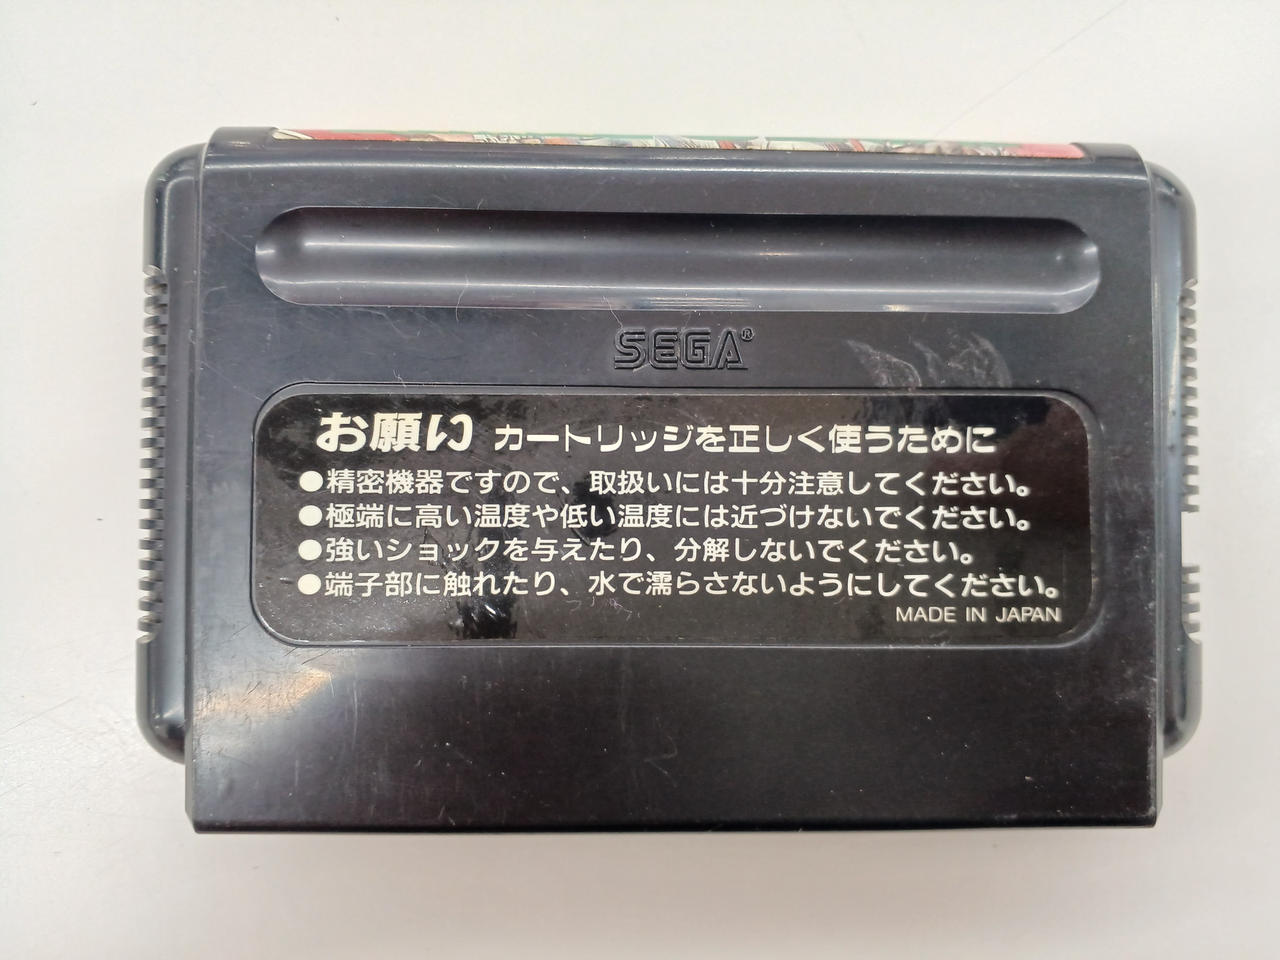 SEGA®
お願い カートリッジを正しく使うために
●精密機器ですので、取扱いには十分注意してください。
●極端に高い温度や低い温度には近づけないでください。
●強いショックを与えたり、分解しないでください。
●端子部に触れたり、水で濡らさないようにしてください。
MADE IN JAPAN